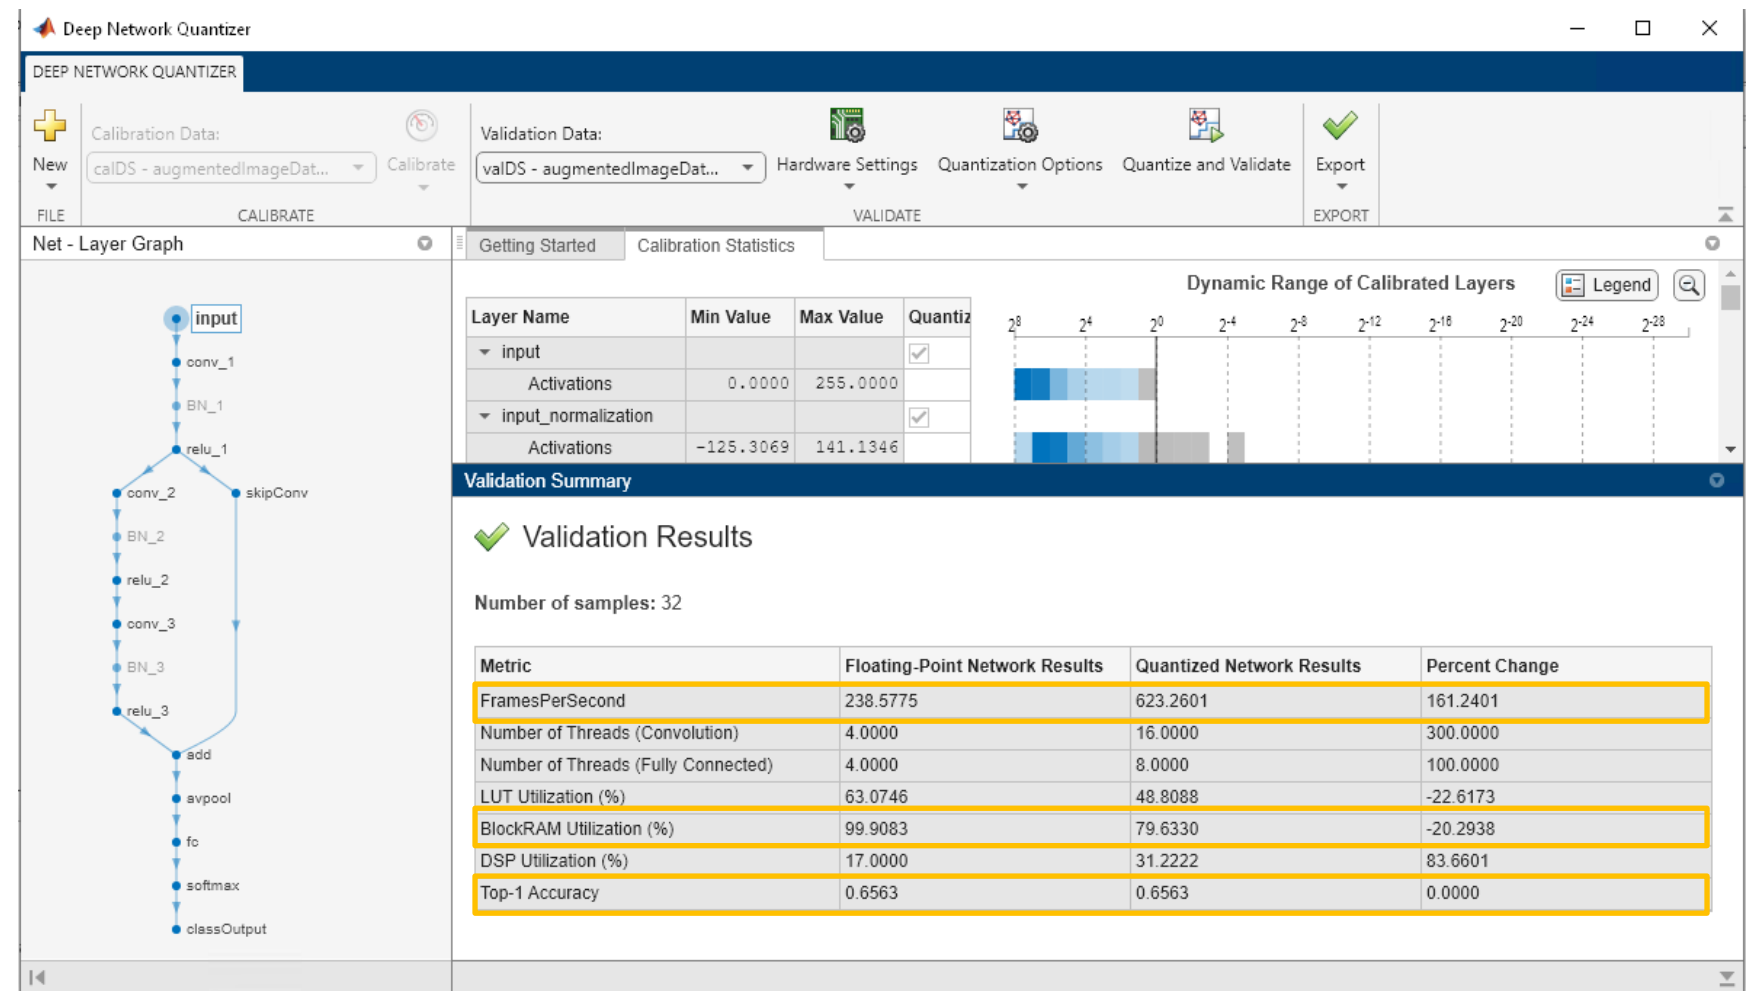 Deep Network Quantizer
DEEP NETWORK QUANTIZER
New
FILE
Calibration Data:
calDS - augmentedImageDat...
Calibrate
CALIBRATE
Validation Data:
valDS - augmentedImageDat...
Hardware Settings
Quantization Options
Quantize and Validate
VALIDATE
Export
EXPORT
Net - Layer Graph
input
conv_1
BN_1
relu_1
conv_2
skipConv
BN_2
relu_2
conv_3
BN_3
relu_3
add
avpool
fc
softmax
classOutput
Getting Started
Calibration Statistics
Dynamic Range of Calibrated Layers
Legend
Layer Name Min Value Max Value Quantiz
2^8 2^4 2^0 2^-4 2^-8 2^-12 2^-16 2^-20 2^-24 2^-28
input
Activations 0.0000 255.0000
input_normalization
Activations -125.3069 141.1346
Validation Summary
Validation Results
Number of samples: 32
Metric Floating-Point Network Results Quantized Network Results Percent Change
FramesPerSecond 238.5775 623.2601 161.2401
Number of Threads (Convolution) 4.0000 16.0000 300.0000
Number of Threads (Fully Connected) 4.0000 8.0000 100.0000
LUT Utilization (%) 63.0746 48.8088 -22.6173
BlockRAM Utilization (%) 99.9083 79.6330 -20.2938
DSP Utilization (%) 17.0000 31.2222 83.6601
Top-1 Accuracy 0.6563 0.6563 0.0000